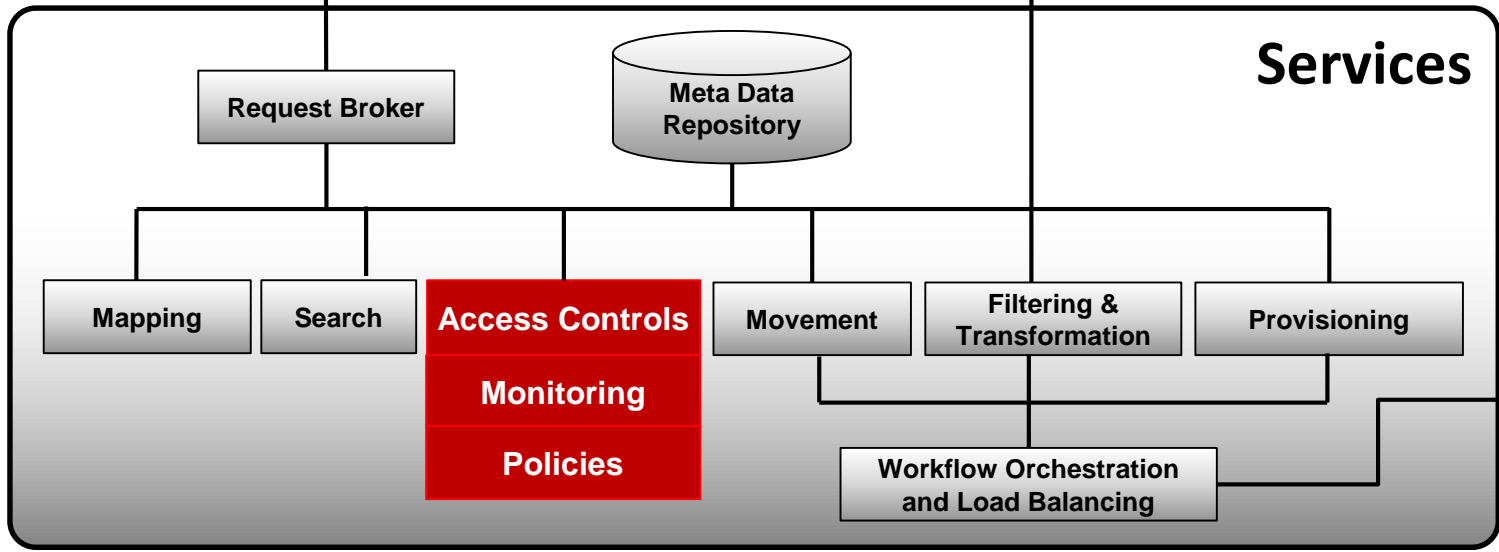 Services
Request Broker
Meta Data
Repository
Mapping
Search
Access Controls
Movement
Filtering &
Transformation
Provisioning
Monitoring
Policies
Workflow Orchestration
and Load Balancing